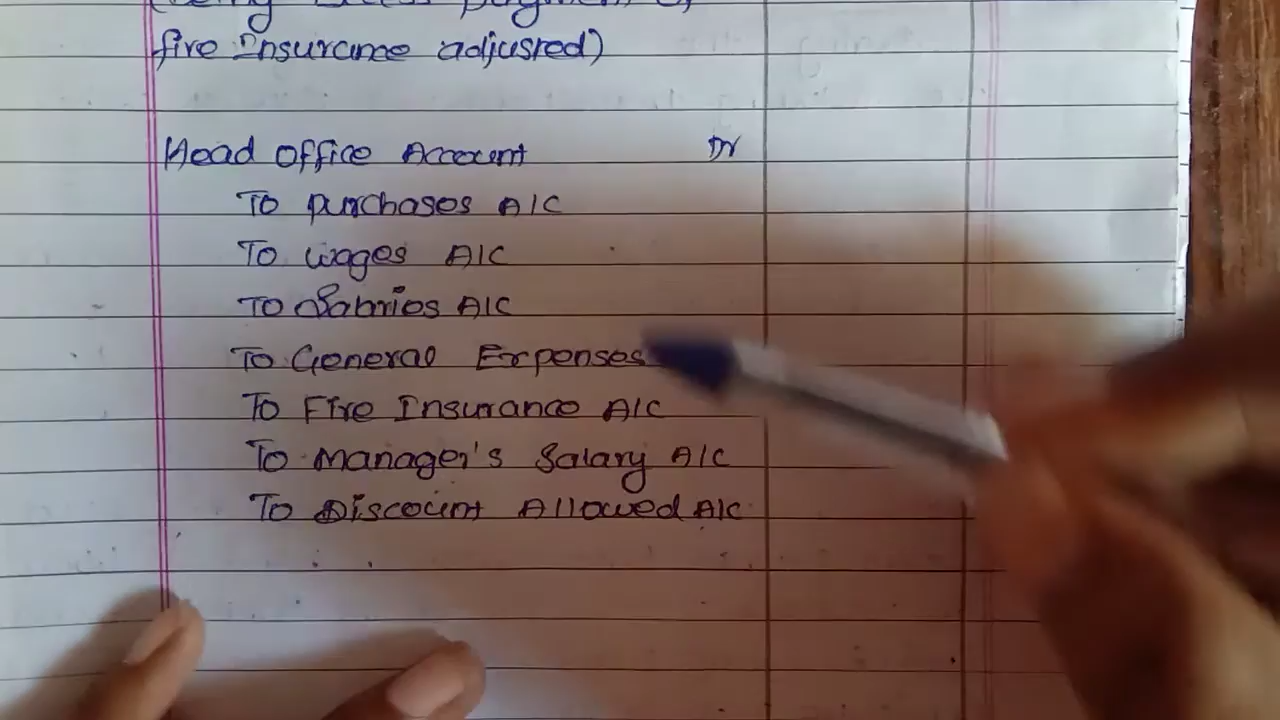 fire Insurance adjusted)
Head office Account Dr
To purchases A/C
To wages A/C
To Salaries A/C
To General Expenses
To Fire Insurance A/C
To Manager's Salary A/C
To Discount Allowed A/C